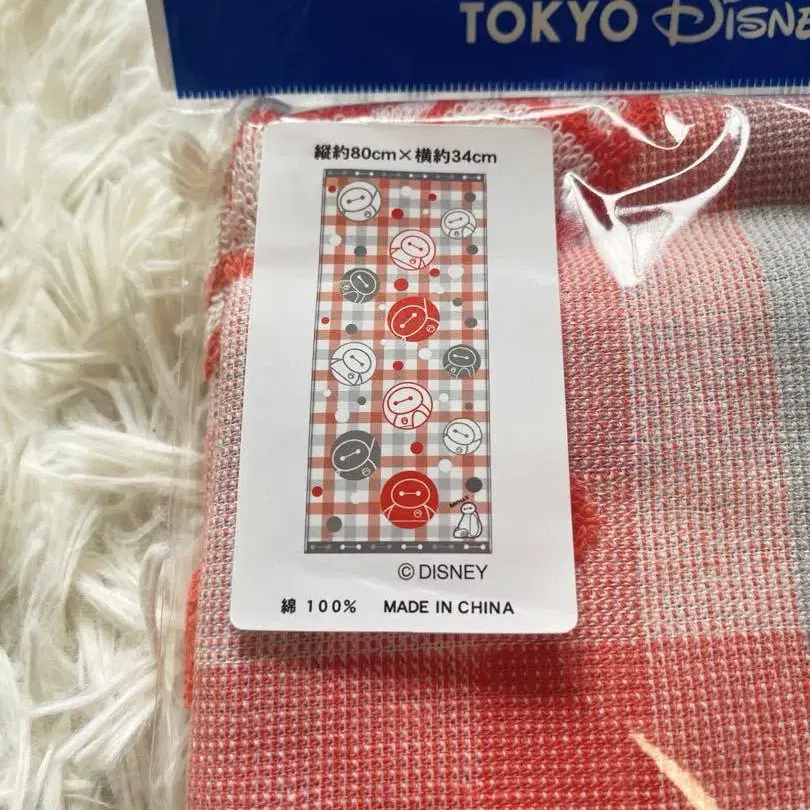 TOKYO Disne
縦約80cm×横約34cm
BAYMAX
© DISNEY
綿 100% MADE IN CHINA